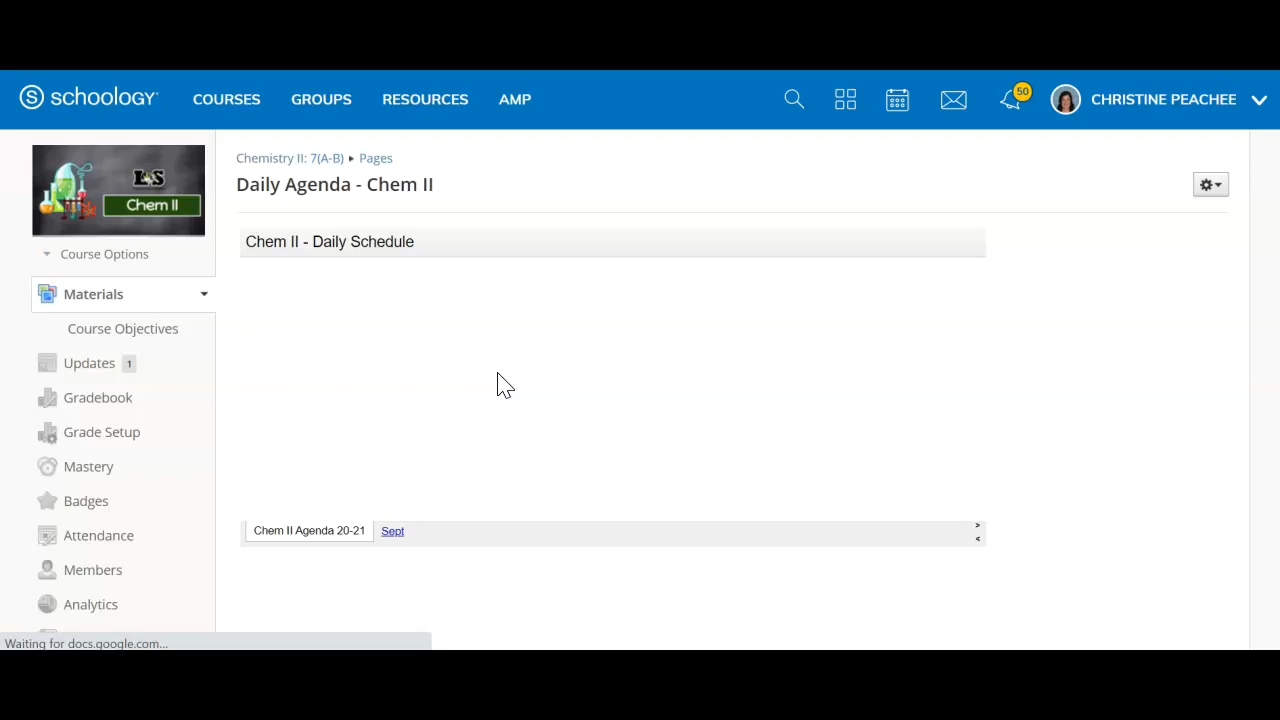 schoology
COURSES
GROUPS
RESOURCES
AMP
50
CHRISTINE PEACHEE
L&S
Chem II
Course Options
Materials
Course Objectives
Updates 1
Gradebook
Grade Setup
Mastery
Badges
Attendance
Members
Analytics
Chemistry II: 7(A-B) ▸ Pages
Daily Agenda - Chem II
Chem II - Daily Schedule
Chem II Agenda 20-21
Sept
>
<
Waiting for docs.google.com...